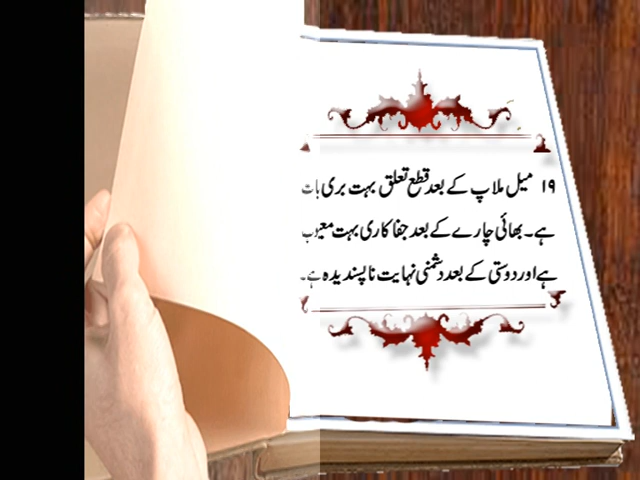 ۱۹ میل ملاپ کے بعد قطع تعلق بہت بری بات
ہے۔ بھائی چارے کے بعد جفا کاری بہت معیوب
ہے اور دوستی کے بعد دشمنی نہایت ناپسندیدہ ہے۔